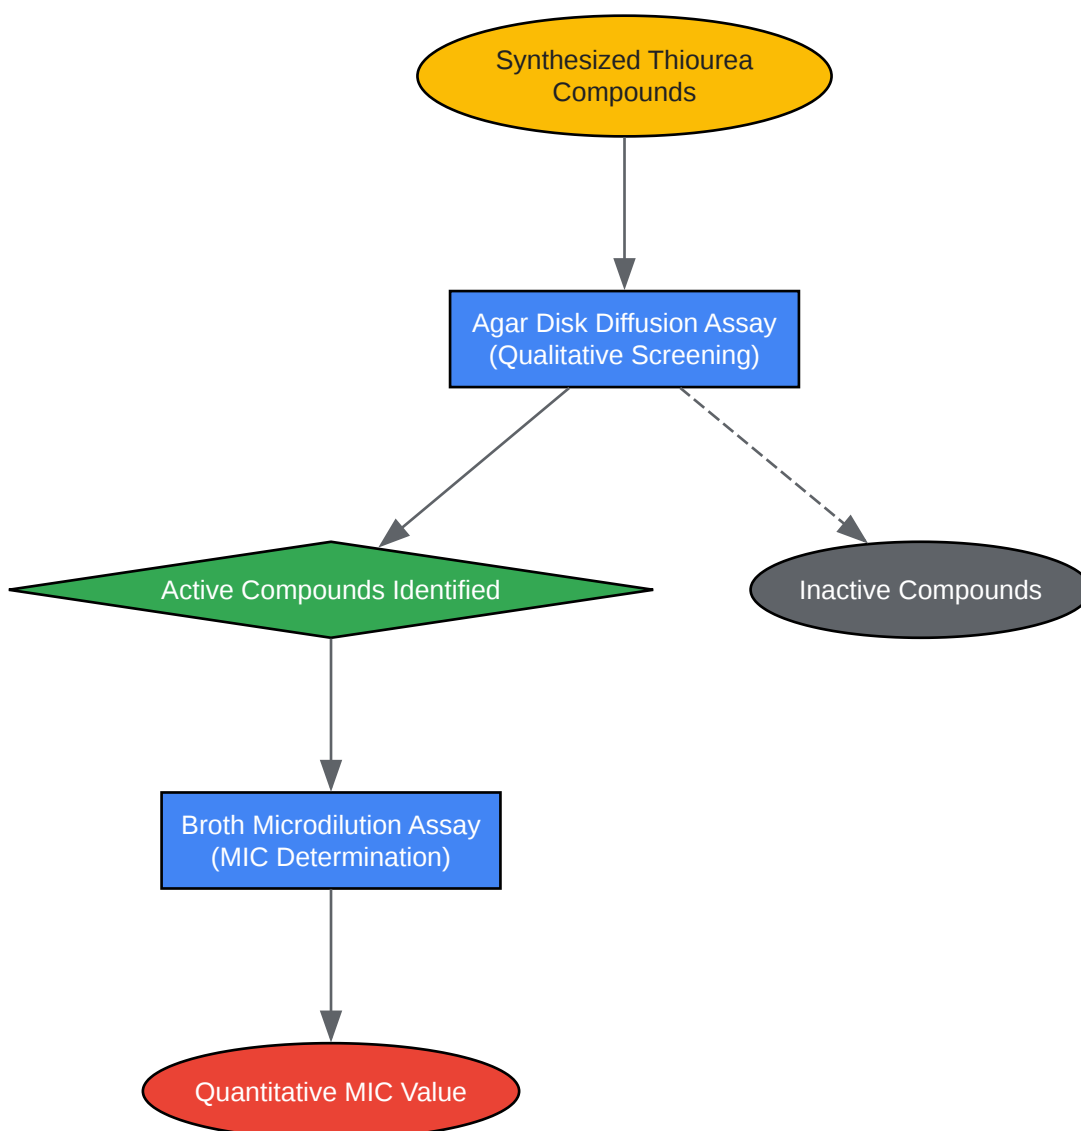 Synthesized Thiourea
Compounds
Agar Disk Diffusion Assay
(Qualitative Screening)
Active Compounds Identified
Inactive Compounds
Broth Microdilution Assay
(MIC Determination)
Quantitative MIC Value